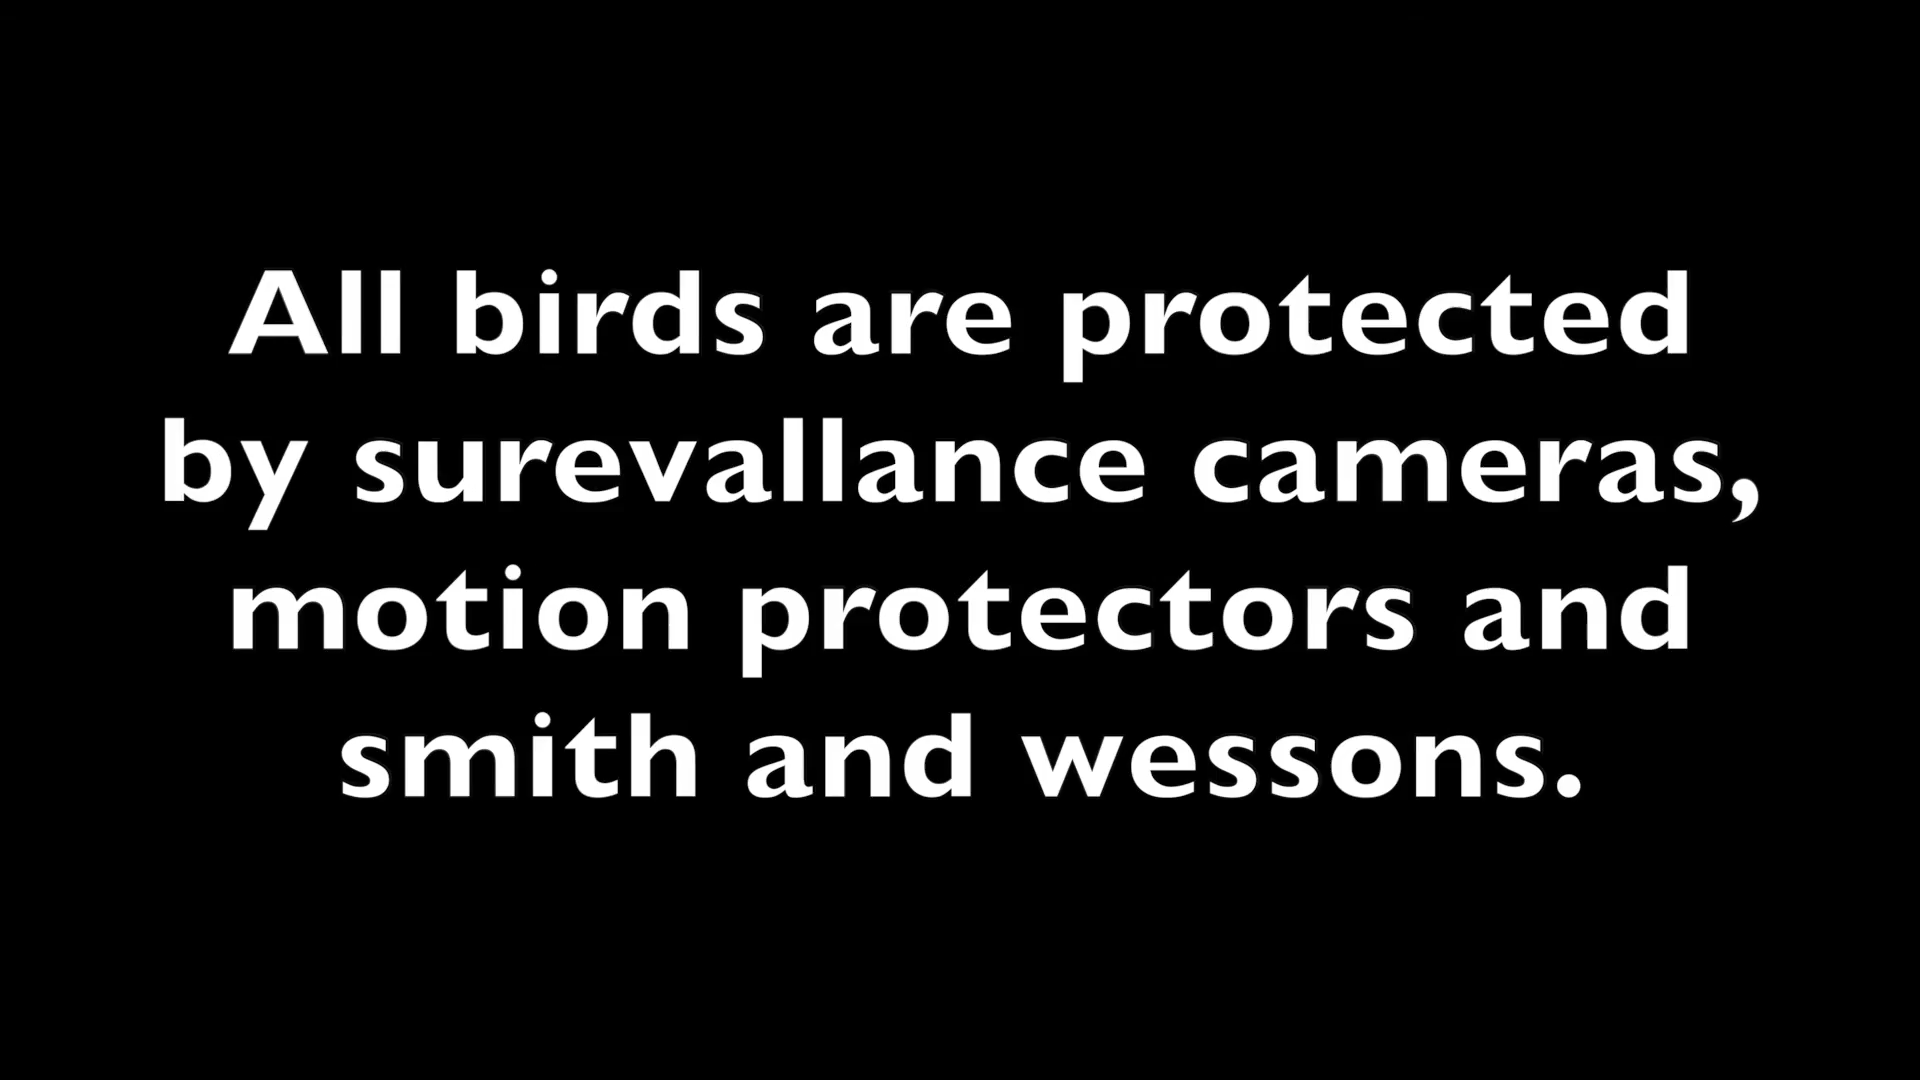 All birds are protected
by surevallance cameras,
motion protectors and
smith and wessons.